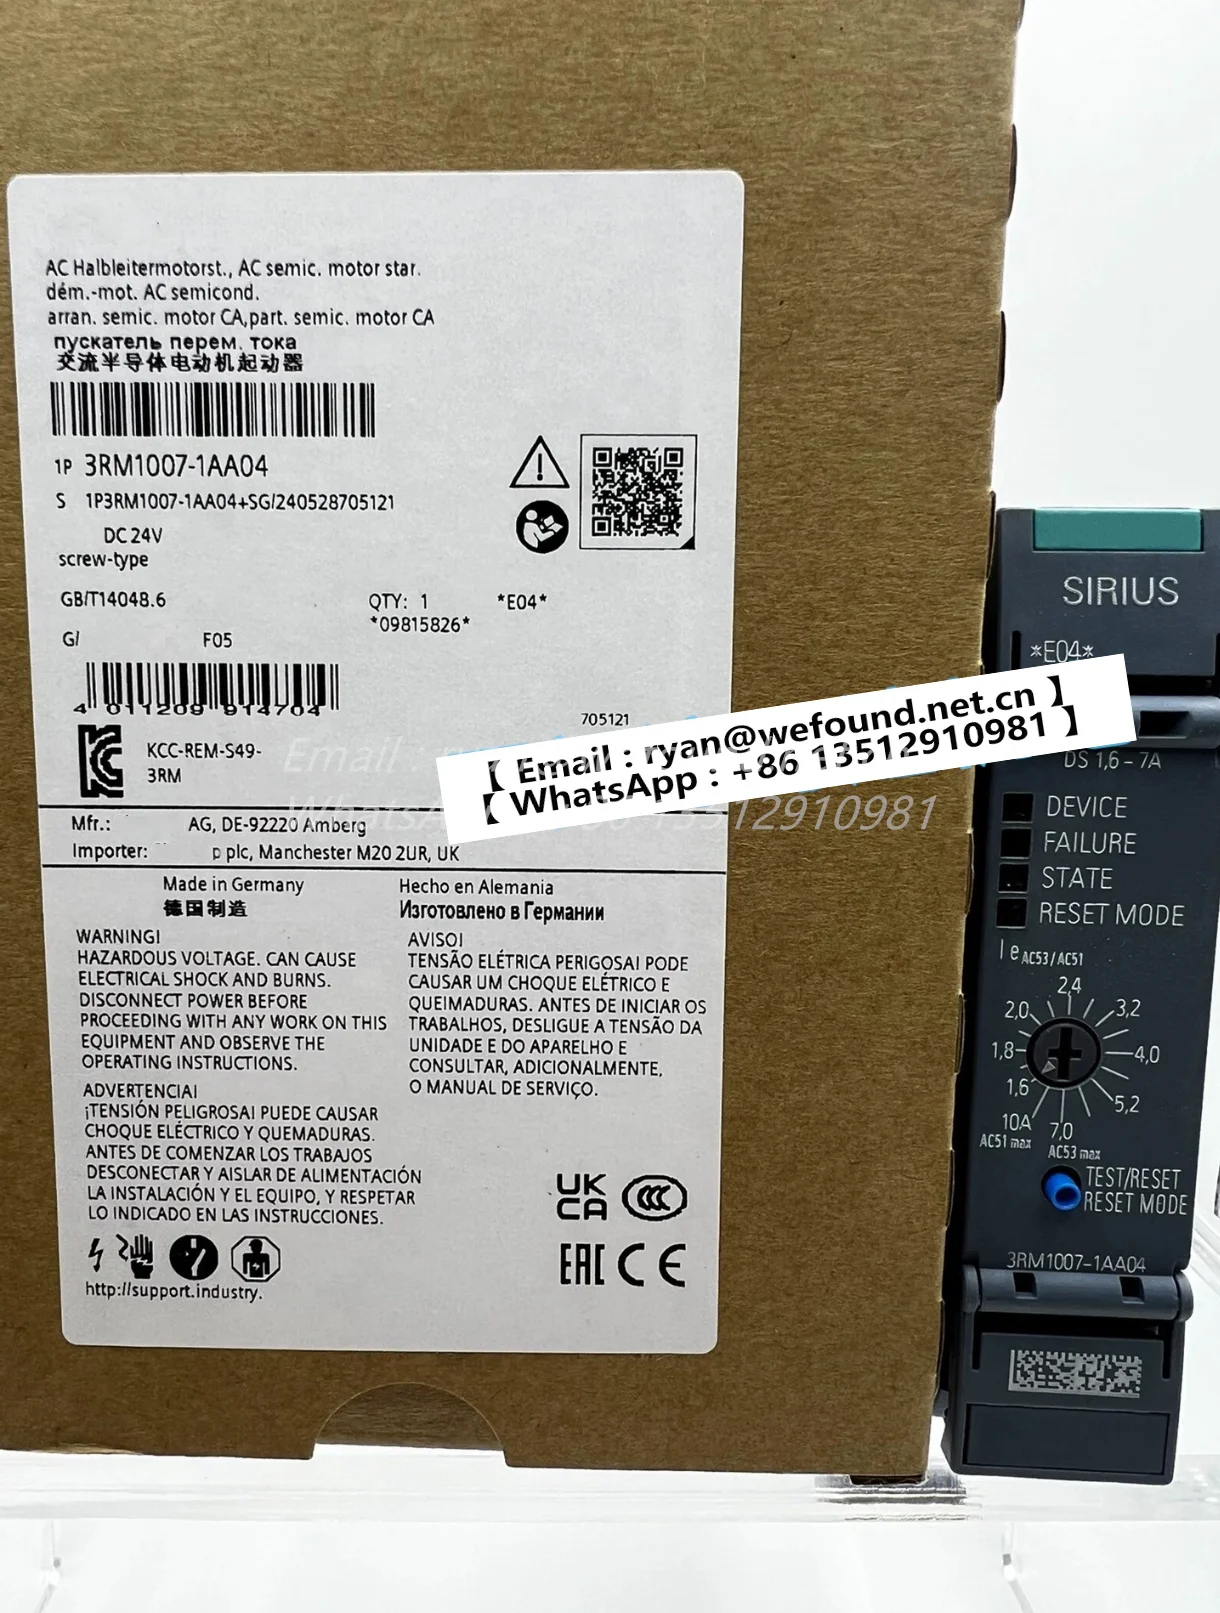 AC Halbleitermotorst., AC semic. motor star.
dém.-mot. AC semicond.
arran. semic. motor CA,part. semic. motor CA
пускатель перем. тока
交流半导体电动机起动器
1P 3RM1007-1AA04
S 1P3RM1007-1AA04+SG/240528705121
DC 24V
screw-type
GB/T14048.6
QTY: 1 *E04*
*09815826*
G/ F05
4 011209 914704
705121
KCC-REM-S49-
3RM
Mfr.: AG, DE-92220 Amberg
Importer: p plc, Manchester M20 2UR, UK
Made in Germany
德国制造
Hecho en Alemania
Изготовлено в Германии
WARNING!
HAZARDOUS VOLTAGE. CAN CAUSE
ELECTRICAL SHOCK AND BURNS.
DISCONNECT POWER BEFORE
PROCEEDING WITH ANY WORK ON THIS
EQUIPMENT AND OBSERVE THE
OPERATING INSTRUCTIONS.
ADVERTENCIA!
¡TENSIÓN PELIGROSA! PUEDE CAUSAR
CHOQUE ELÉCTRICO Y QUEMADURAS.
ANTES DE COMENZAR LOS TRABAJOS
DESCONECTAR Y AISLAR DE ALIMENTACIÓN
LA INSTALACIÓN Y EL EQUIPO, Y RESPETAR
LO INDICADO EN LAS INSTRUCCIONES.
AVISO!
TENSÃO ELÉTRICA PERIGOSA! PODE
CAUSAR UM CHOQUE ELÉTRICO E
QUEIMADURAS. ANTES DE INICIAR OS
TRABALHOS, DESLIGUE A TENSÃO DA
UNIDADE E DO APARELHO E
CONSULTAR, ADICIONALMENTE,
O MANUAL DE SERVIÇO.
UK
CA
CCC
EAC CE
http://support.industry.
【 Email : ryan@wefound.net.cn 】
【 WhatsApp : +86 13512910981 】
SIRIUS
*E04*
DS 1,6 - 7A
DEVICE
FAILURE
STATE
RESET MODE
Ie AC53/AC51
2,4
2,0
3,2
1,8
4,0
1,6
5,2
10A
7,0
AC51 max
AC53 max
TEST/RESET
RESET MODE
3RM1007-1AA04